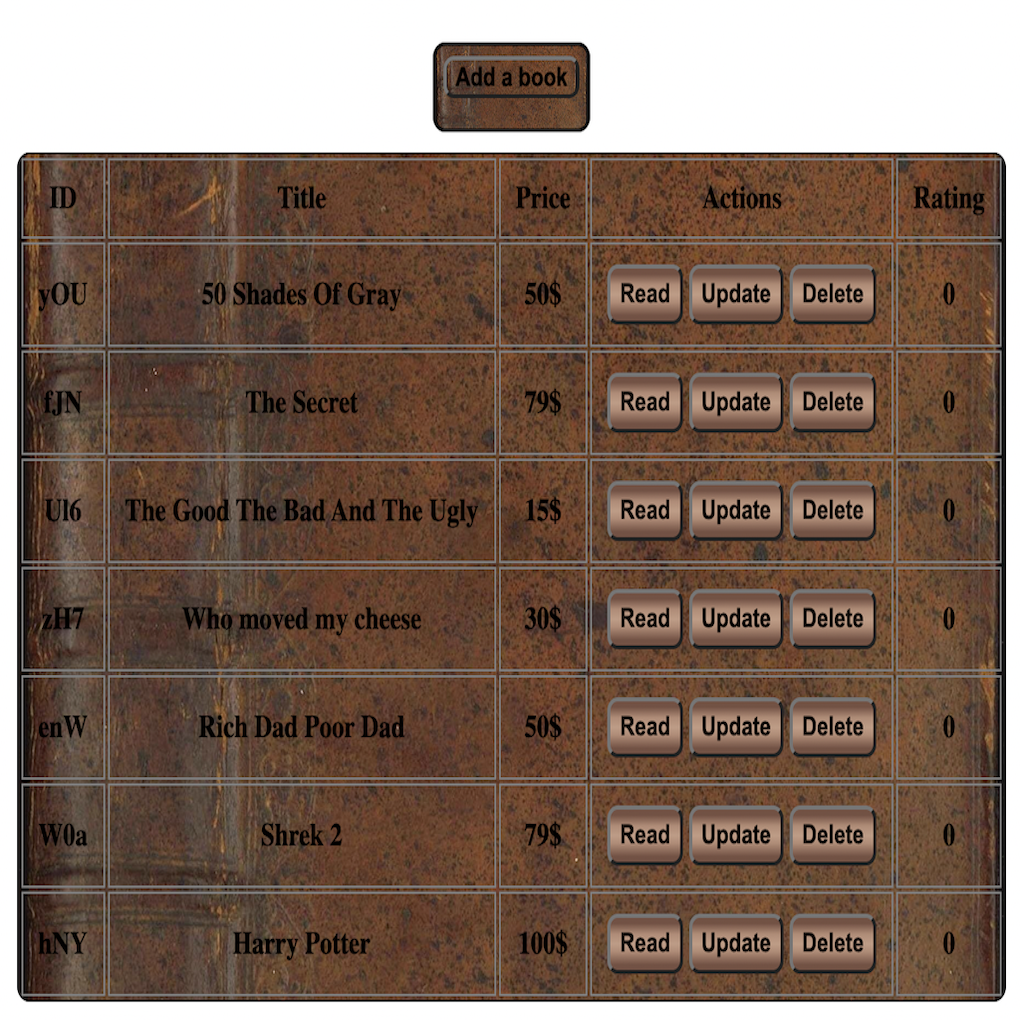 Add a book
ID Title Price Actions Rating
yOU 50 Shades Of Gray 50$ Read Update Delete 0
fJN The Secret 79$ Read Update Delete 0
Ul6 The Good The Bad And The Ugly 15$ Read Update Delete 0
zH7 Who moved my cheese 30$ Read Update Delete 0
enW Rich Dad Poor Dad 50$ Read Update Delete 0
W0a Shrek 2 79$ Read Update Delete 0
hNY Harry Potter 100$ Read Update Delete 0